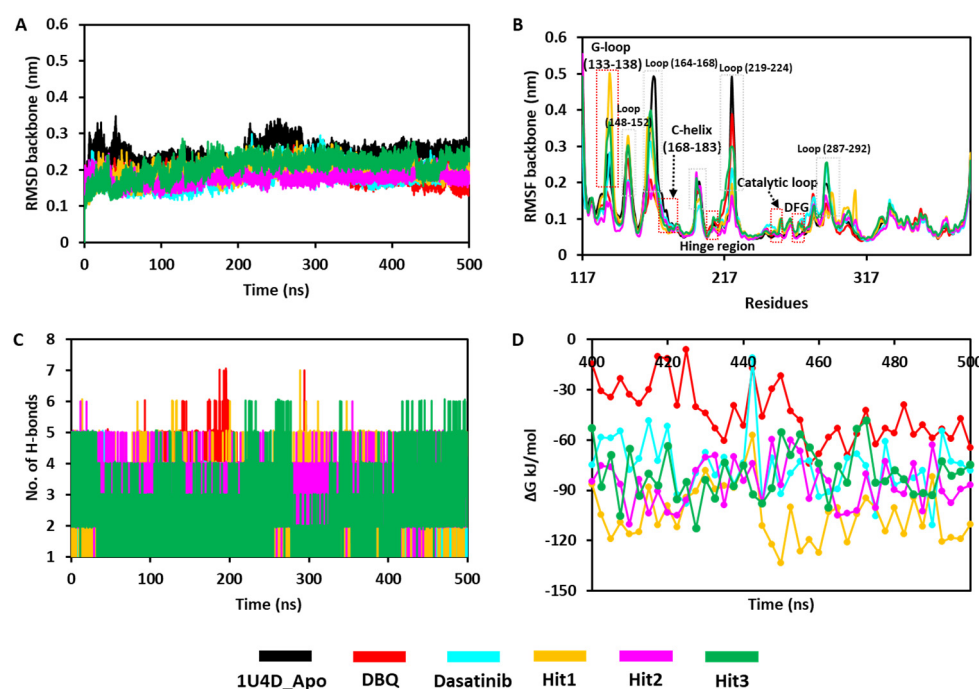 A
0.6
0.5
0.4
0.3
0.2
0.1
0
RMSD backbone (nm)
0 100 200 300 400 500
Time (ns)
B
0.6
0.5
0.4
0.3
0.2
0.1
0
RMSF backbone (nm)
G-loop
(133-138)
Loop
(148-152)
Loop (164-168)
C-helix
(168-183)
Loop (219-224)
Catalytic loop
DFG
Loop (287-292)
Hinge region
117 217 317
Residues
C
8
7
6
5
4
3
2
1
No. of H-bonds
0 100 200 300 400 500
Time (ns)
D
0
-30
-60
-90
-120
-150
ΔG kJ/mol
400 420 440 460 480 500
Time (ns)
1U4D_Apo DBQ Dasatinib Hit1 Hit2 Hit3